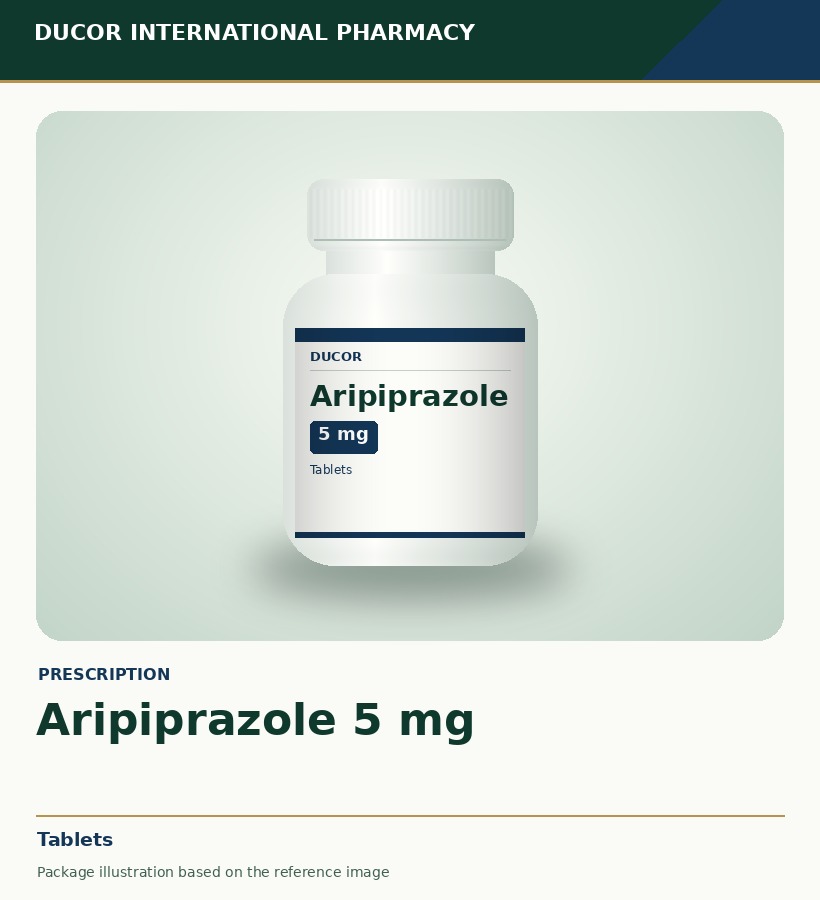 DUCOR INTERNATIONAL PHARMACY
DUCOR
Aripiprazole
5 mg
Tablets
PRESCRIPTION
Aripiprazole 5 mg
Tablets
Package illustration based on the reference image